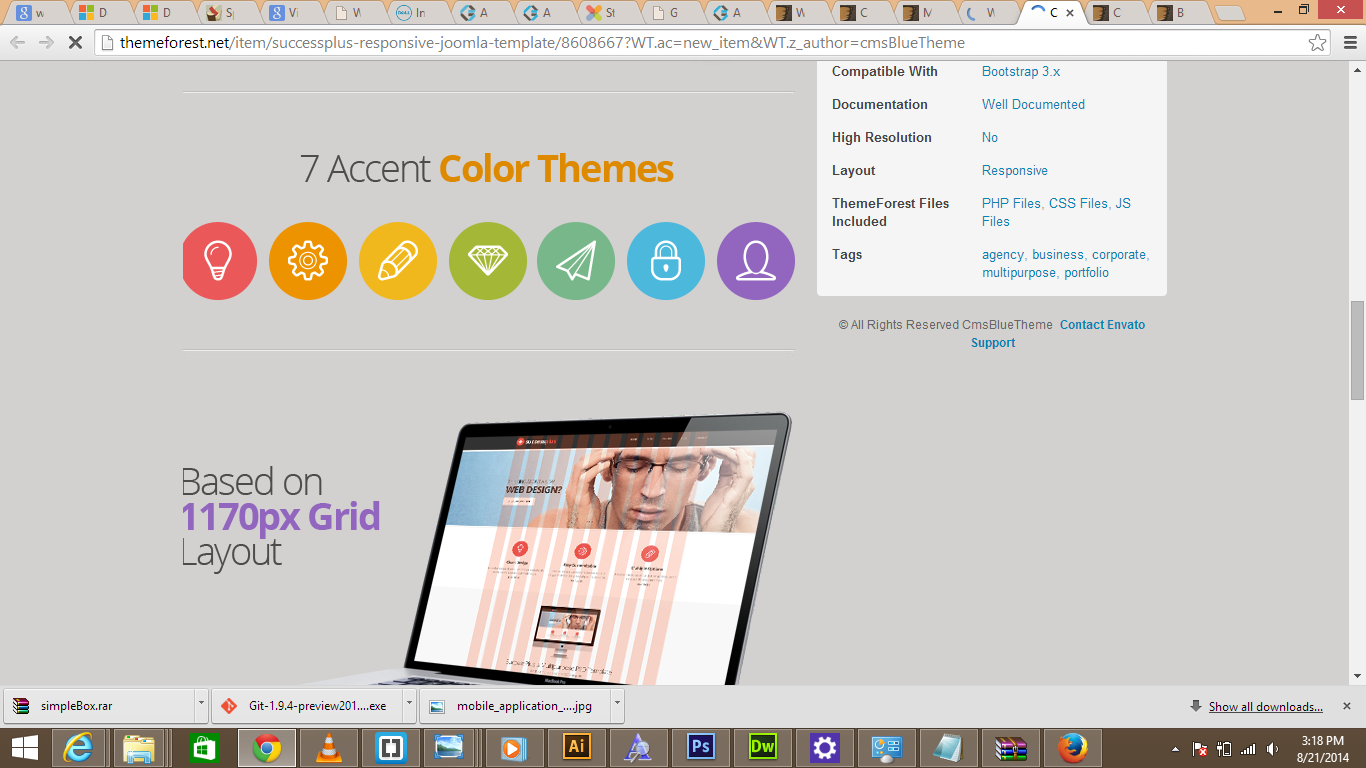 w
D
D
Sp
Vi
W
In
A
A
St
G
A
W
C
M
W
C
C
B
themeforest.net/item/successplus-responsive-joomla-template/8608667?WT.ac=new_item&WT.z_author=cmsBlueTheme
Compatible With Bootstrap 3.x
Documentation Well Documented
High Resolution No
Layout Responsive
ThemeForest Files Included PHP Files, CSS Files, JS
Files
Tags agency, business, corporate,
multipurpose, portfolio
© All Rights Reserved CmsBlueTheme Contact Envato
Support
7 Accent Color Themes
Based on
1170px Grid
Layout
WEB DESIGN?
MacBook Pro
simpleBox.rar
Git-1.9.4-preview201....exe
mobile_application_....jpg
Show all downloads...
Ai
Ps
Dw
3:18 PM
8/21/2014